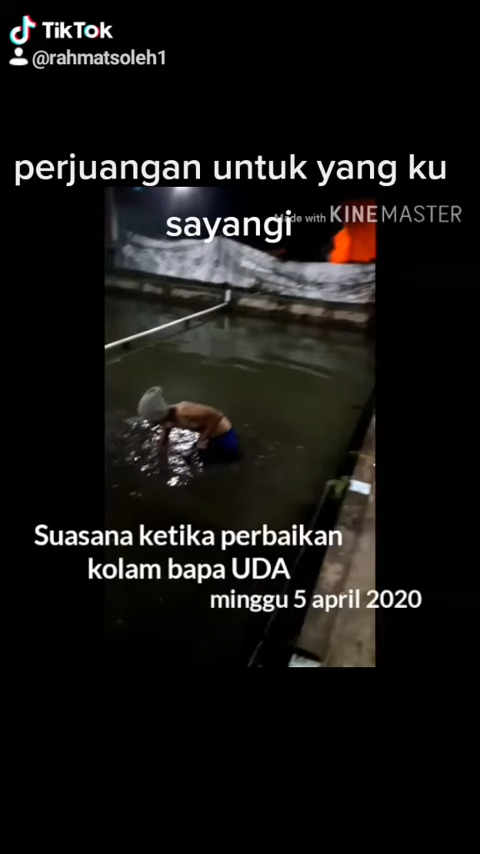 TikTok
@rahmatsoleh1
perjuangan untuk yang ku
sayangi
Made with KINEMASTER
Suasana ketika perbaikan
kolam bapa UDA
minggu 5 april 2020